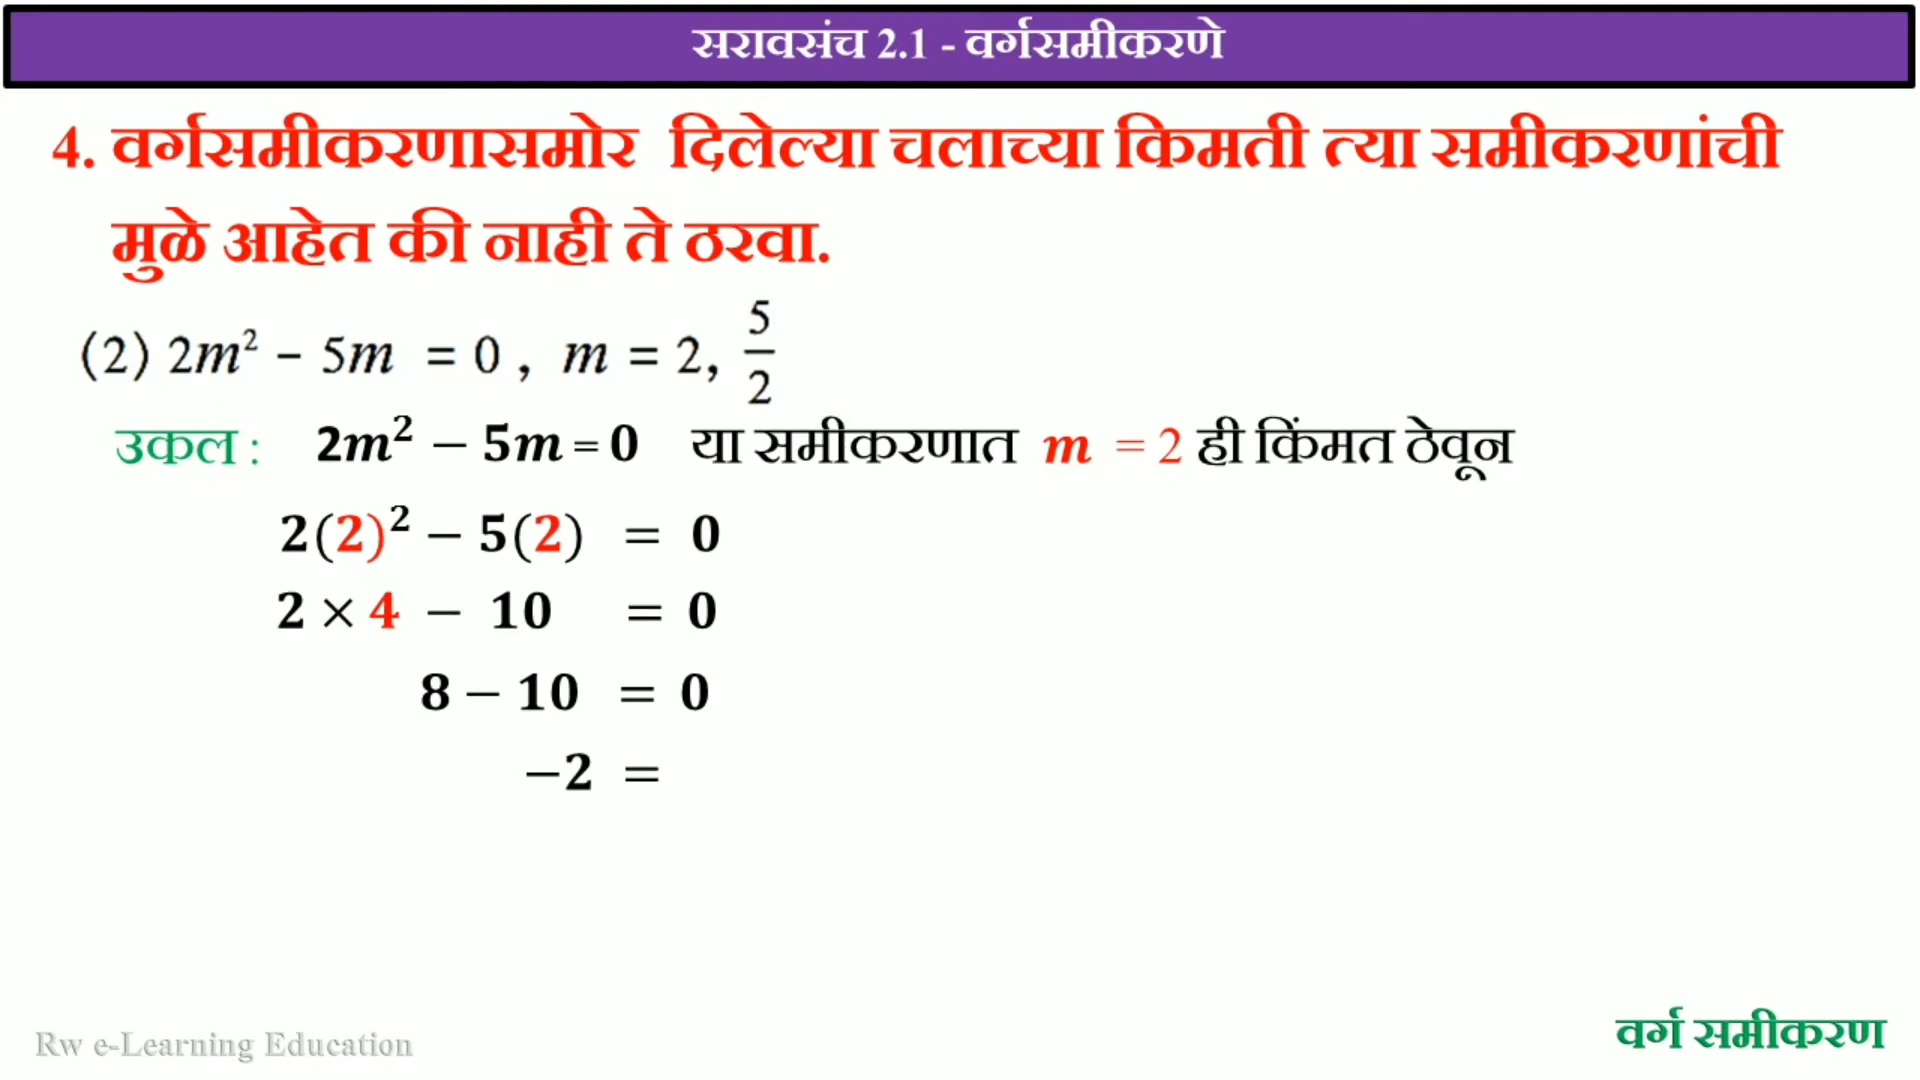 सरावसंच 2.1 - वर्गसमीकरणे
4. वर्गसमीकरणासमोर दिलेल्या चलाच्या किमती त्या समीकरणांची
मुळे आहेत की नाही ते ठरवा.
(2) 2m² – 5m = 0 , m = 2, 5/2
उकल : 2m² − 5m = 0 या समीकरणात m = 2 ही किंमत ठेवून
2(2)² − 5(2) = 0
2 × 4 − 10 = 0
8 − 10 = 0
−2 =
Rw e-Learning Education
वर्ग समीकरण